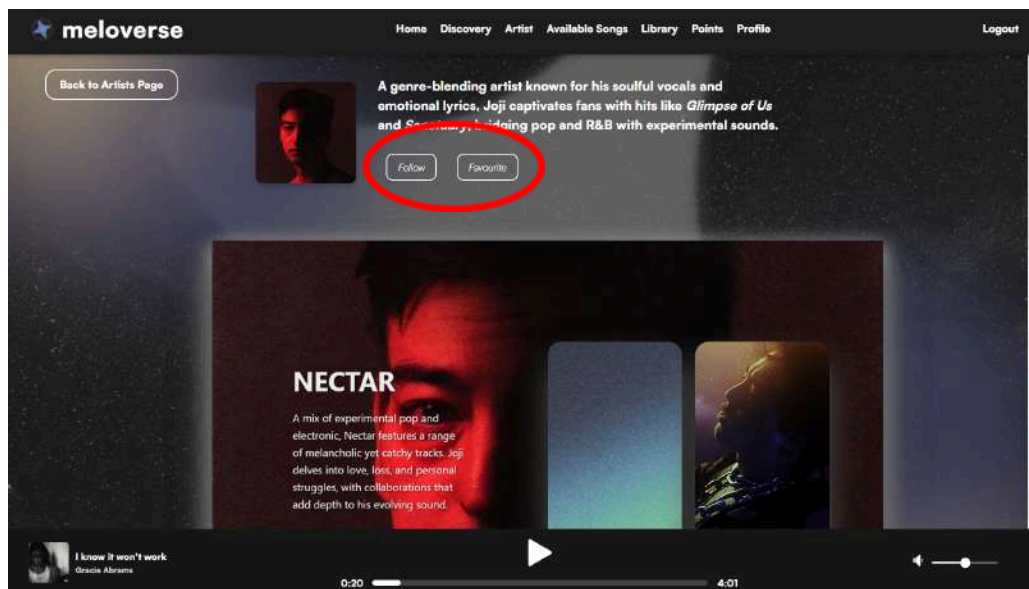 meloverse
Home Discovery Artist Available Songs Library Points Profile
Logout
Back to Artists Page
A genre-blending artist known for his soulful vocals and
emotional lyrics, Joji captivates fans with hits like Glimpse of Us
and Sanctuary, bridging pop and R&B with experimental sounds.
Follow Favourite
NECTAR
A mix of experimental pop and
electronic, Nectar features a range
of melancholic yet catchy tracks. Joji
delves into love, loss, and personal
struggles, with collaborations that
add depth to his evolving sound.
I know it won't work
Gracie Abrams
0:20 4:01